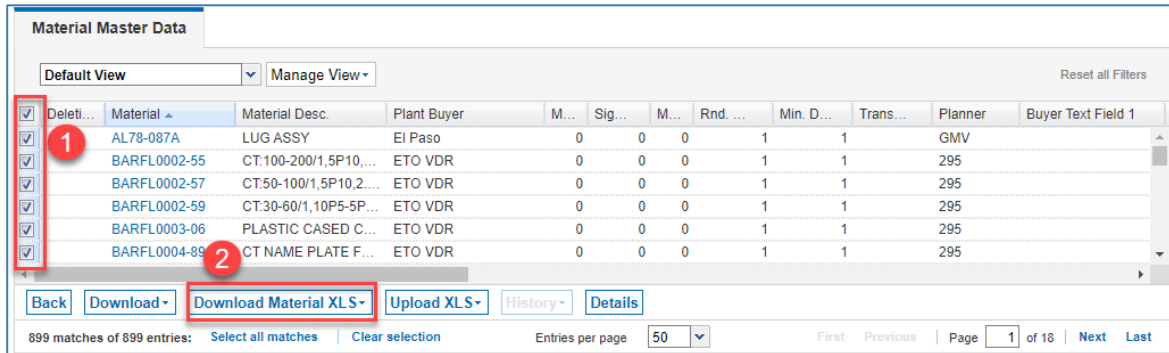 Material Master Data
Default View Manage View Reset all Filters
Deleti... Material Material Desc. Plant Buyer M... Sig... M... Rnd. ... Min. D... Trans... Planner Buyer Text Field 1
1
AL78-087A LUG ASSY El Paso 0 0 0 1 1 GMV
BARFL0002-55 CT:100-200/1,5P10,... ETO VDR 0 0 0 1 1 295
BARFL0002-57 CT:50-100/1,5P10,2.... ETO VDR 0 0 0 1 1 295
BARFL0002-59 CT:30-60/1,10P5-5P... ETO VDR 0 0 0 1 1 295
BARFL0003-06 PLASTIC CASED C... ETO VDR 0 0 0 1 1 295
BARFL0004-89 CT NAME PLATE F... ETO VDR 0 0 0 1 1 295
2
Back Download Download Material XLS Upload XLS History Details
899 matches of 899 entries: Select all matches Clear selection Entries per page 50 First Previous Page 1 of 18 Next Last